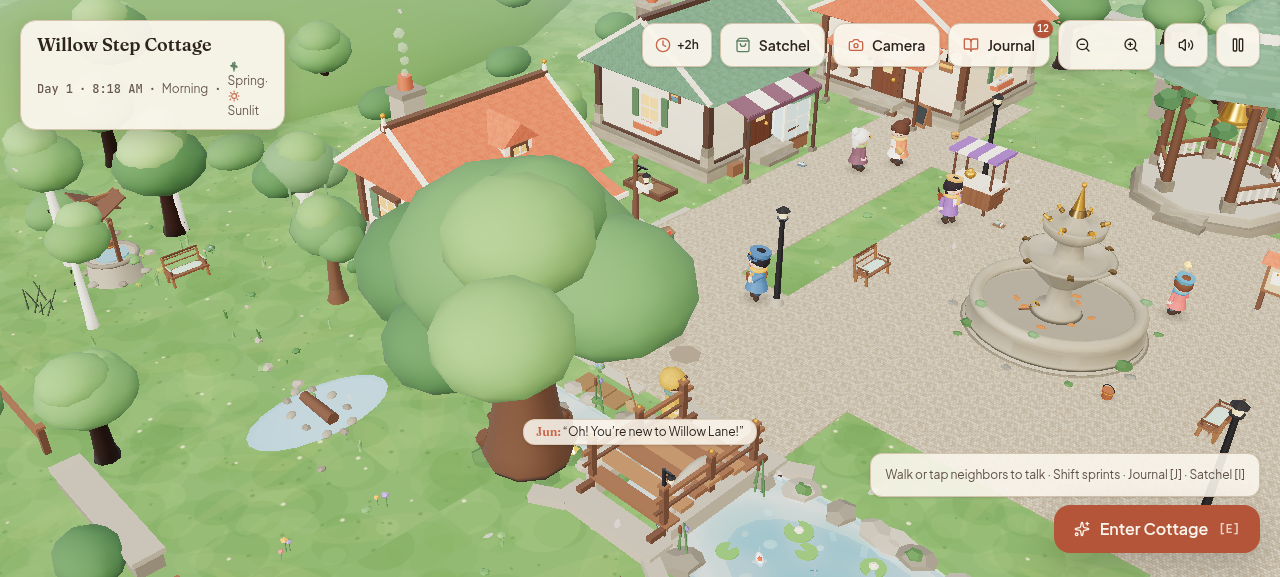 Willow Step Cottage
Day 1 · 8:18 AM · Morning · Spring·
Sunlit
+2h
Satchel
Camera
Journal
12
Jun: “Oh! You’re new to Willow Lane!”
Walk or tap neighbors to talk · Shift sprints · Journal [J] · Satchel [I]
Enter Cottage [E]